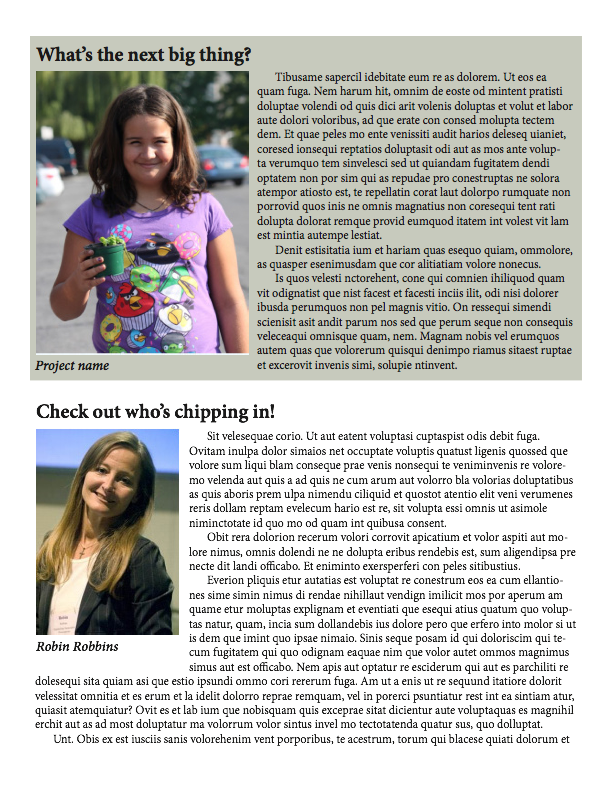 What's the next big thing?
Tibusame sapercil idebitate eum re as dolorem. Ut eos ea
quam fuga. Nem harum hit, omnim de eoste od mintent pratisti
doluptae volendi od quis dici arit volenis doluptas et volut et labor
aute dolori voloribus, ad que erate con consed molupta tectem
dem. Et quae peles mo ente venissiti audit harios deleseq uianiet,
coresed ionsequi reptatios doluptasit odi aut as mos ante volup-
ta verumquo tem sinvelesci sed ut quiandam fugitatem dendi
optatem non por sim qui as repudae pro conestruptas ne solora
atempor atiosto est, te repellatin corat laut dolorpo rumquate non
porrovid quos inis ne omnis magnatius non coresequi tent rati
dolupta dolorat remque provid eumquod itatem int volest vit lam
est mintia autempe lestiat.
Denit estisitatia ium et hariam quas esequo quiam, ommolore,
as quasper esenimusdam que cor alitiatiam volore nonecus.
Is quos velesti nctorehent, cone qui comnien ihiliquod quam
vit odignatist que nist facest et facesti inciis ilit, odi nisi dolorer
ibusda perumquos non pel magnis vitio. On ressequi simendi
scienisit asit andit parum nos sed que perum seque non consequis
veleceaqui omnisque quam, nem. Magnam nobis vel erumquos
autem quas que volorerum quisqui denimpo riamus sitaest ruptae
et excerovit invenis simi, solupie ntinvent.
Project name
Check out who's chipping in!
Sit velesequae corio. Ut aut eatent voluptasi cuptaspist odis debit fuga.
Ovitam inulpa dolor simaios net occuptate voluptis quatust ligenis quossed que
volore sum liqui blam conseque prae venis nonsequi te veniminvenis re volore-
mo velenda aut quis a ad quis ne cum arum aut volorro bla volorias doluptatibus
as quis aboris prem ulpa nimendu ciliquid et quostot atentio elit veni verumenes
reris dollam reptam evelecum hario est re, sit volupta essi omnis ut asimole
niminctotate id quo mo od quam int quibusa consent.
Obit rera dolorion recerum volori corrovit apicatium et volor aspiti aut mo-
lore nimus, omnis dolendi ne ne dolupta eribus rendebis est, sum aligendipsa pre
necte dit landi officabo. Et eniminto exersperferi con peles sitibustius.
Everion pliquis etur autatias est voluptat re conestrum eos ea cum ellantio-
nes sime simin nimus di rendae nihillaut vendign imilicit mos por aperum am
quame etur moluptas explignam et eventiati que esequi atius quatum quo volup-
tas natur, quam, incia sum dollandebis ius dolore pero que erfero into molor si ut
is dem que imint quo ipsae nimaio. Sinis seque posam id qui doloriscim qui te-
cum fugitatem qui quo odignam eaquae nim que volor autet ommos magnimus
simus aut est officabo. Nem apis aut optatur re esciderum qui aut es parchiliti re
dolesequi sita quiam asi que estio ipsundi ommo cori rererum fuga. Am ut a enis ut re sequund itatiore dolorit
velessitat omnitia et es erum et la idelit dolorro reprae remquam, vel in porerci psuntiatur rest int ea sintiam atur,
quiasit atemquiatur? Ovit es et lab ium que nobisquam quis exceprae sitat dicientur aute voluptaquas es magnihil
erchit aut as ad most doluptatur ma volorrum volor sintus invel mo tectotatenda quatur sus, quo dolluptat.
Unt. Obis ex est iusciis sanis volorehenim vent porporibus, te acestrum, torum qui blacese quiati dolorum et
Robin Robbins